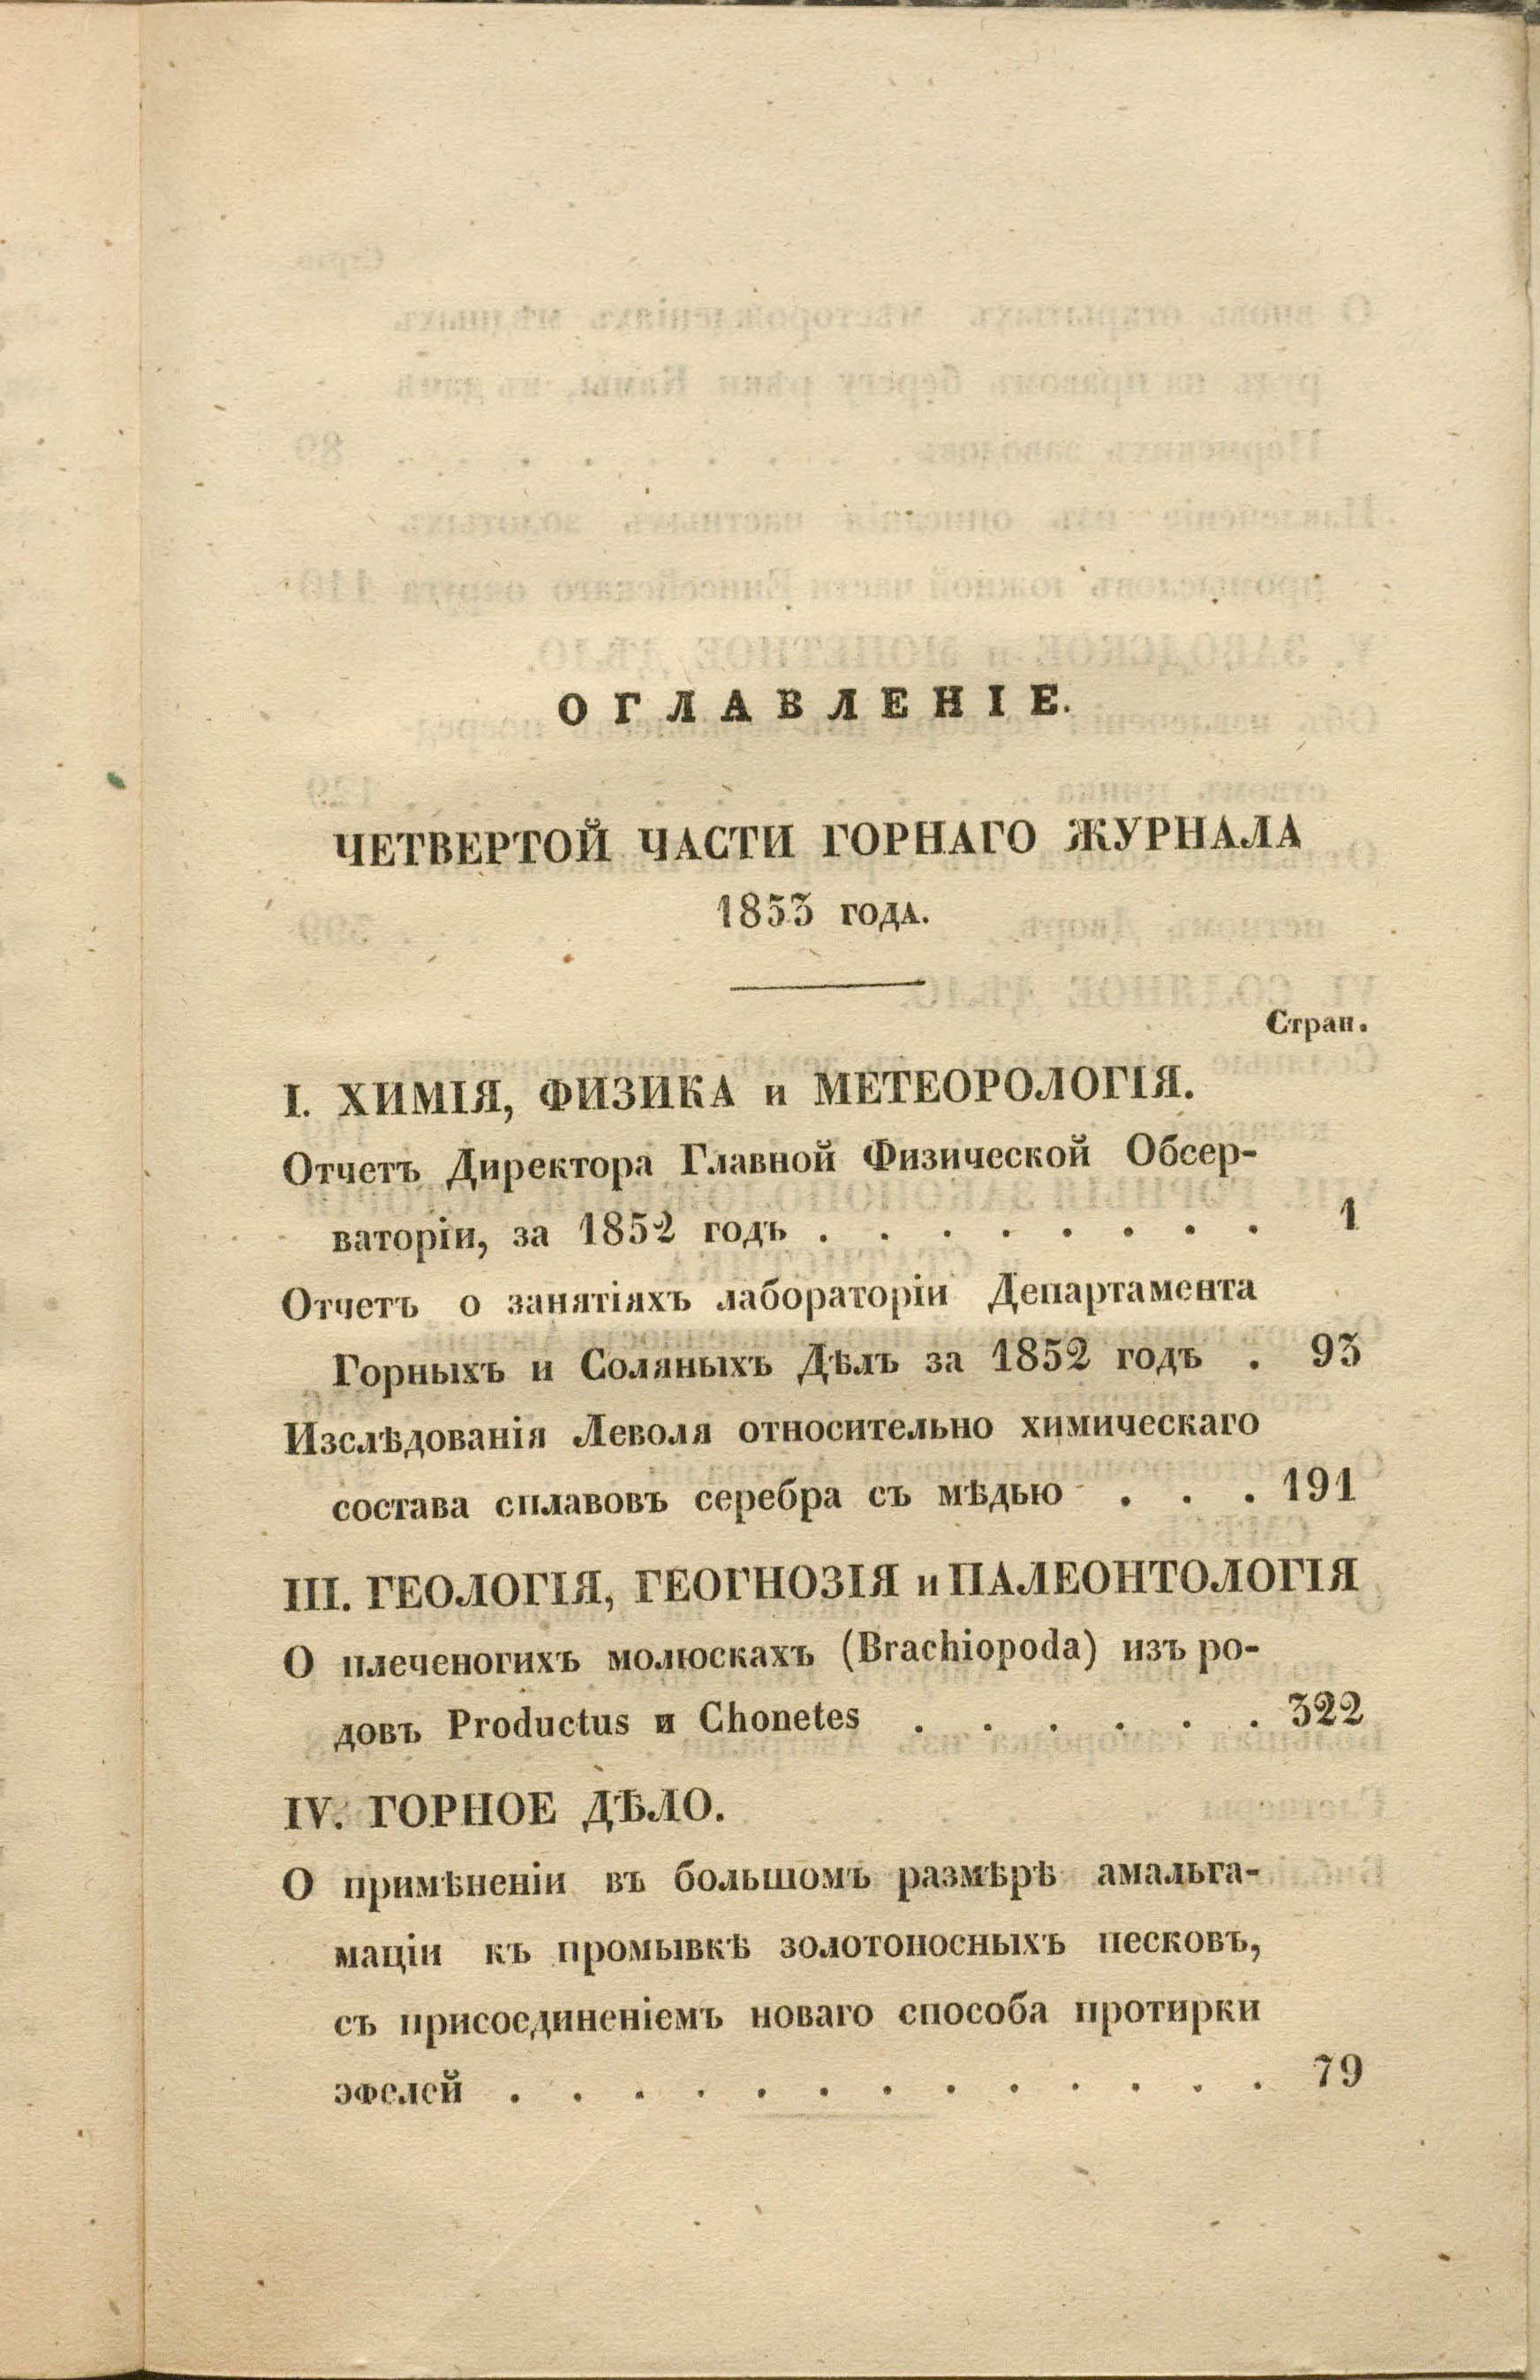 ОГЛАВЛЕНІЕ.
ЧЕТВЕРТОЙ ЧАСТИ ГОРНАГО ЖУРНАЛА
1853 года.
Стран.
I. ХИМІЯ, ФИЗИКА и МЕТЕОРОЛОГІЯ.
Отчетъ Директора Главной Физической Обсер-
ваторіи, за 1852 годъ . . . . . . . . 1
Отчетъ о занятіяхъ лабораторіи Департамента
Горныхъ и Соляныхъ Дѣлъ за 1852 годъ . 93
Изслѣдованія Леволя относительно химическаго
состава сплавовъ серебра съ мѣдью . . . 191
III. ГЕОЛОГІЯ, ГЕОГНОЗІЯ и ПАЛЕОНТОЛОГІЯ
О плеченогихъ молюскахъ (Brachiopoda) изъ ро-
довъ Productus и Chonetes . . . . . . 322
IV. ГОРНОЕ ДѢЛО.
О примѣненіи въ большомъ размѣрѣ амальга-
маціи къ промывкѣ золотоносныхъ песковъ,
съ присоединеніемъ новаго способа протирки
эфелей . . . . . . . . . . . . . 79